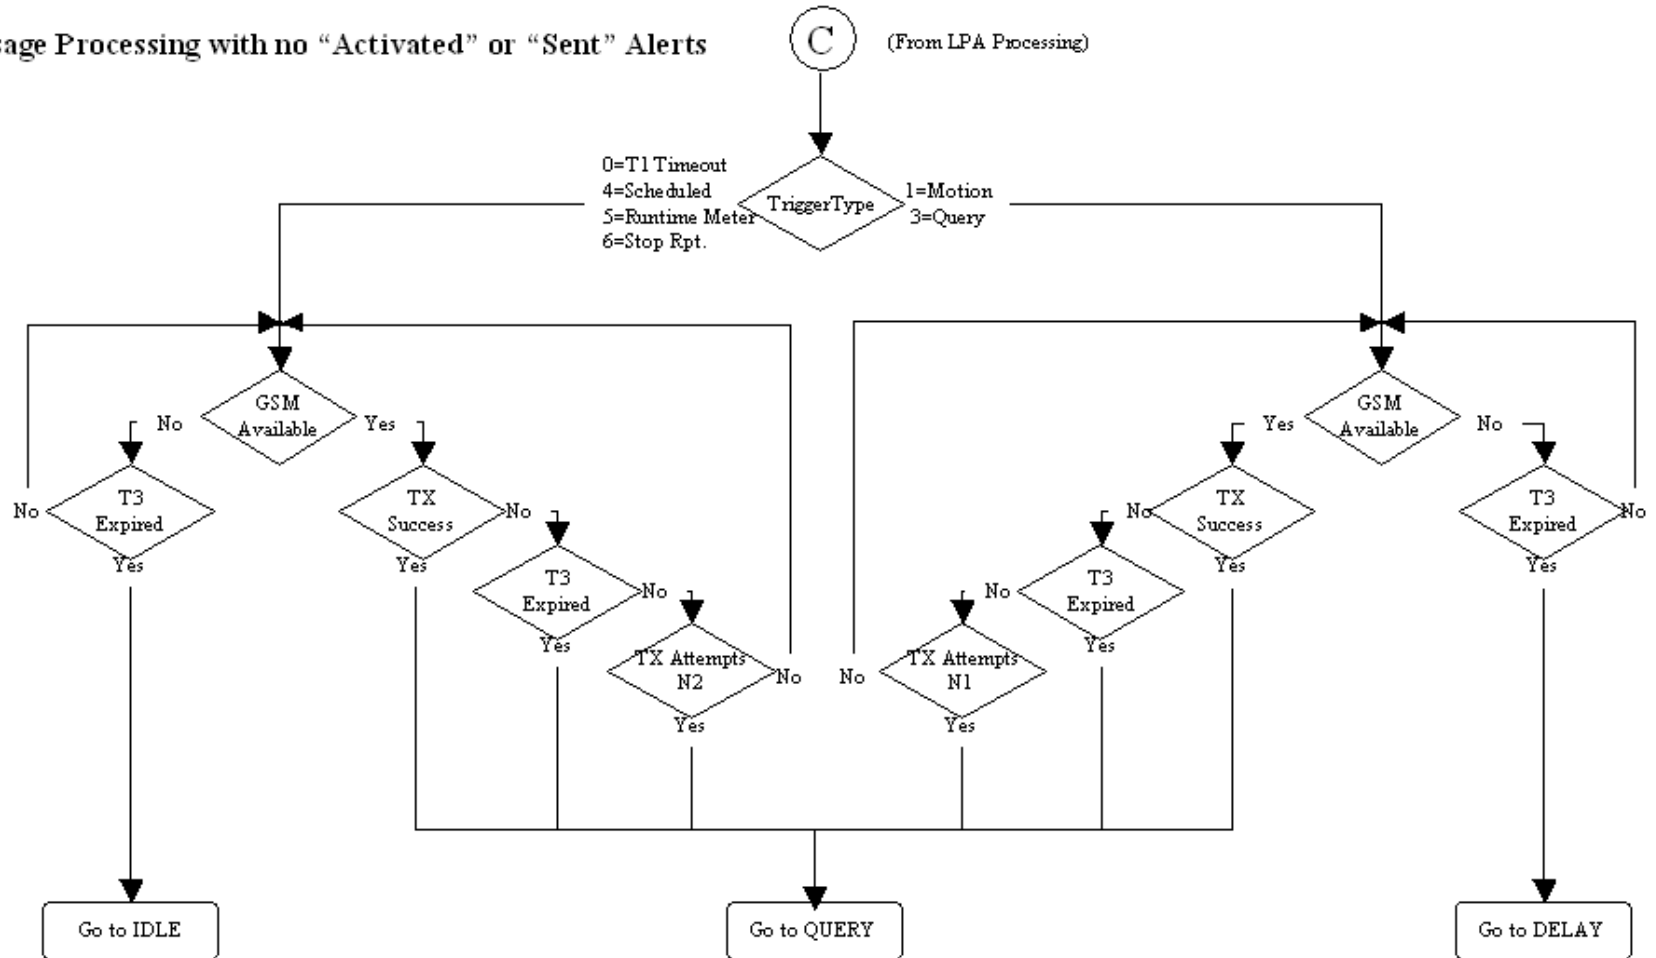 sage Processing with no “Activated” or “Sent” Alerts
C
(From LPA Processing)
0=T1 Timeout
4=Scheduled
5=Runtime Meter
6=Stop Rpt.
TriggerType
1=Motion
3=Query
GSM
Available
No
Yes
T3
Expired
No
Yes
TX
Success
No
Yes
T3
Expired
No
Yes
TX Attempts
N2
No
Yes
GSM
Available
Yes
No
TX
Success
No
Yes
T3
Expired
No
Yes
TX Attempts
N1
No
Yes
T3
Expired
No
Yes
Go to IDLE
Go to QUERY
Go to DELAY